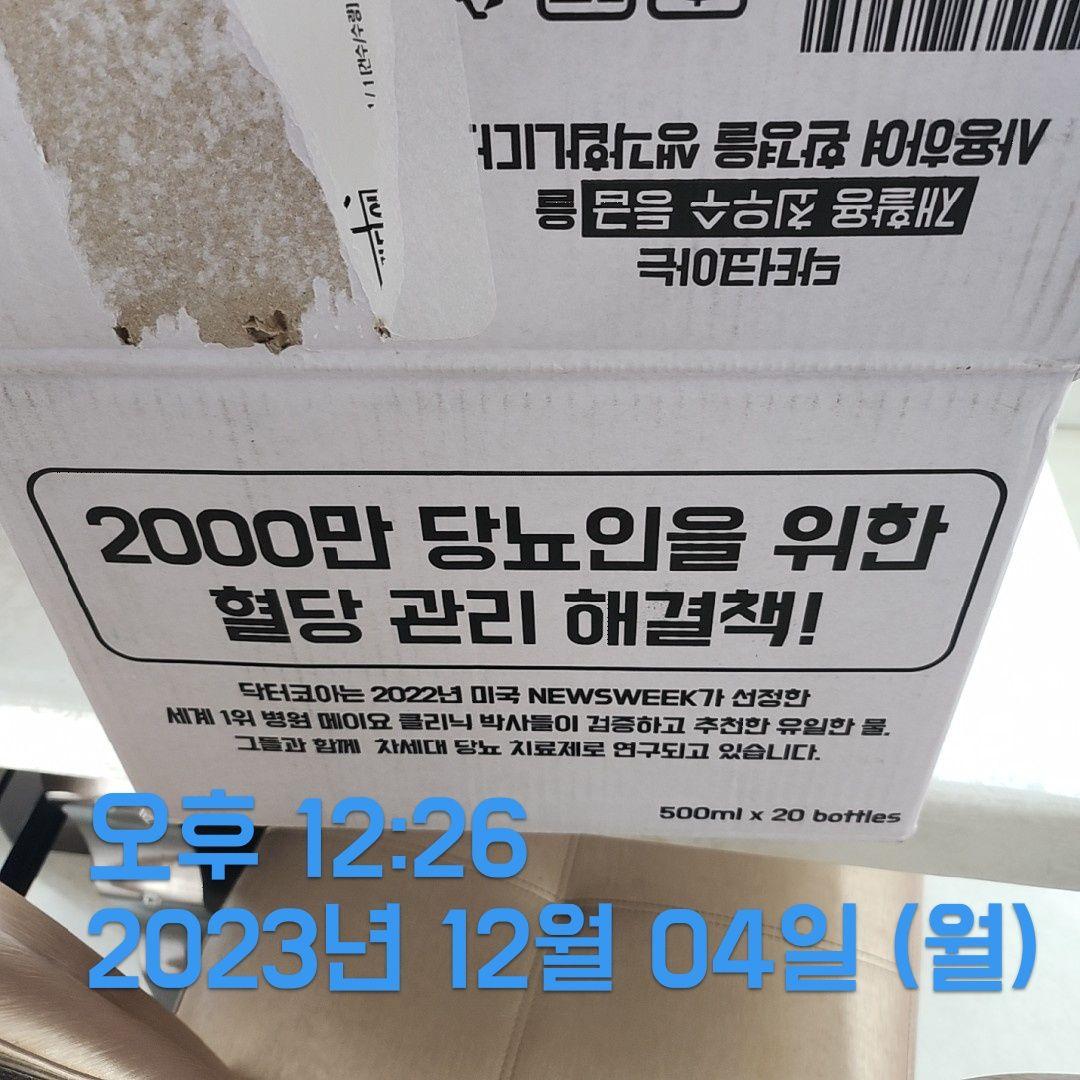 닥터코아는
재활용 최우수 등급을
사용하여 환경을 생각합니다.
2000만 당뇨인을 위한
혈당 관리 해결책!
닥터코아는 2022년 미국 NEWSWEEK가 선정한
세계 1위 병원 메이요 클리닉 박사들이 검증하고 추천한 유일한 물.
그들과 함께 차세대 당뇨 치료제로 연구되고 있습니다.
500ml x 20 bottles
오후 12:26
2023년 12월 04일 (월)